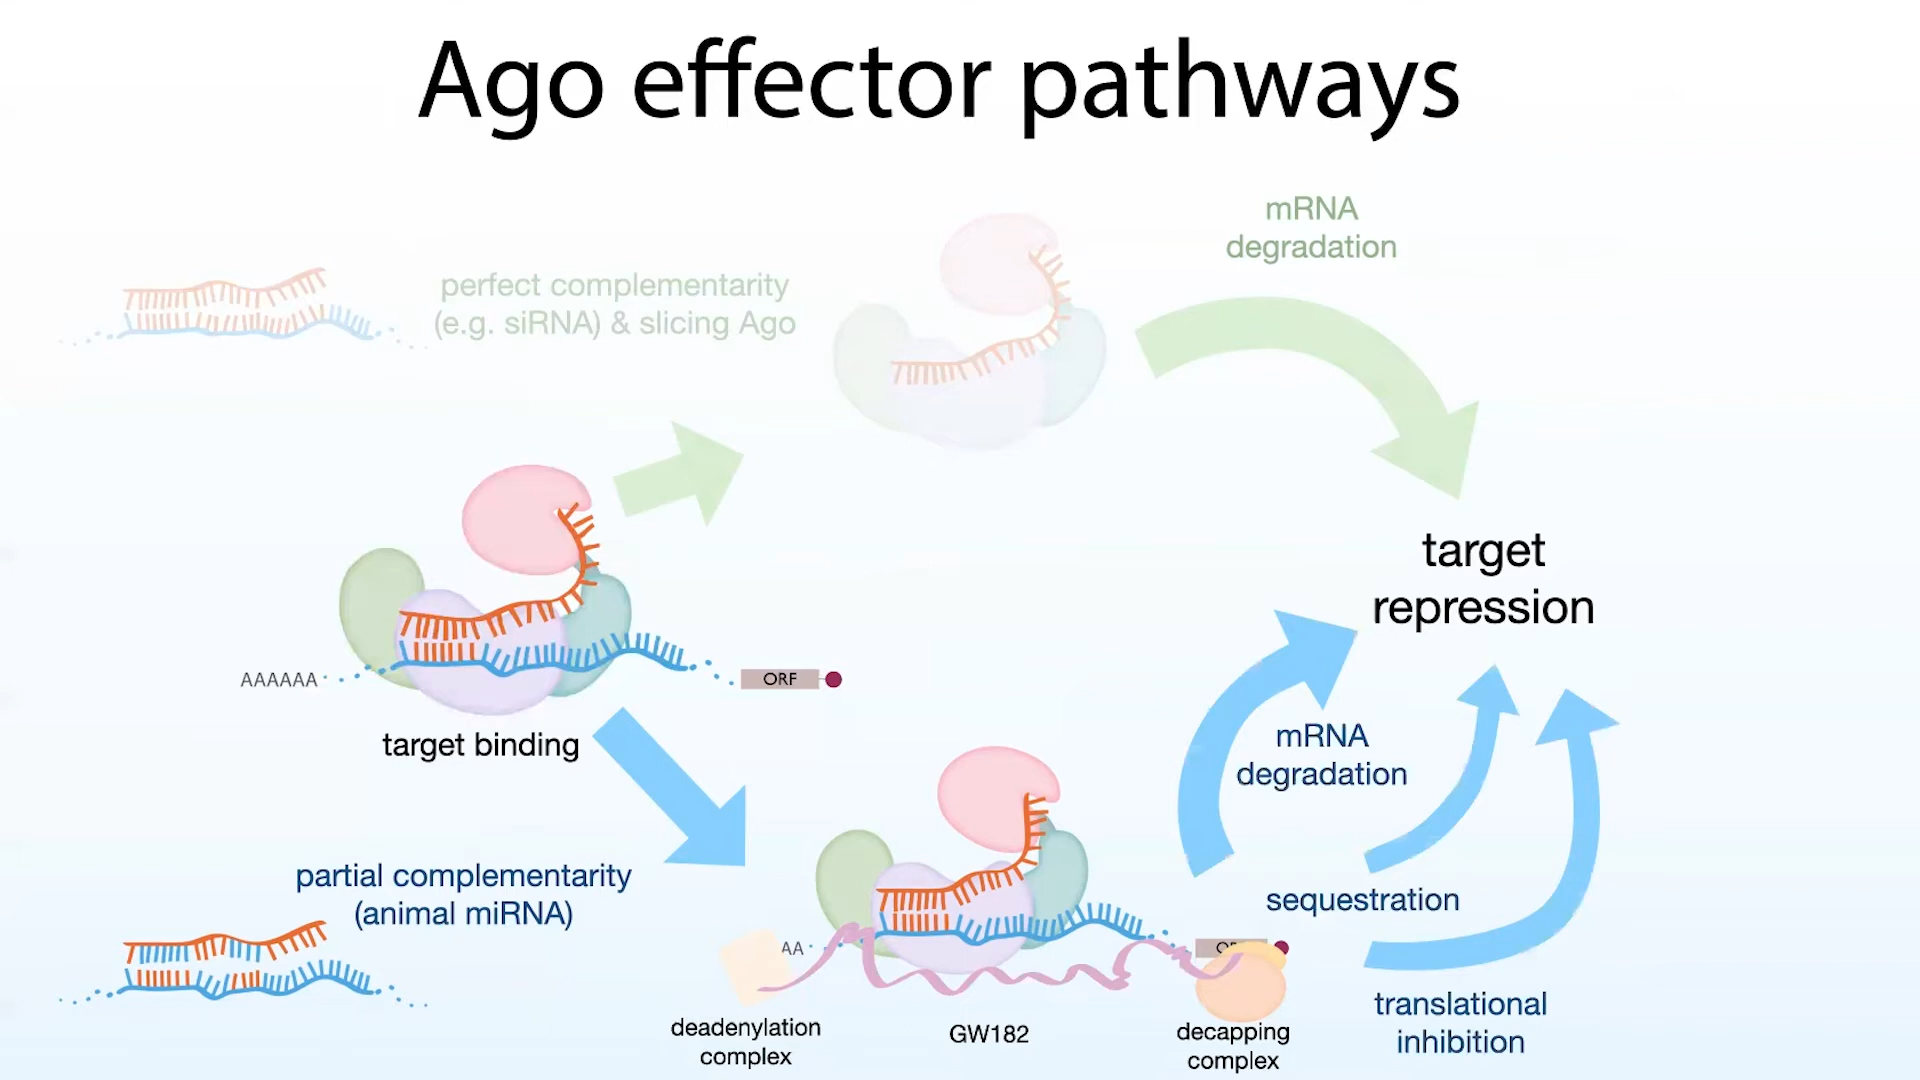 Ago effector pathways
mRNA
degradation
perfect complementarity
(e.g. siRNA) & slicing Ago
target
repression
AAAAAA
ORF
target binding
mRNA
degradation
partial complementarity
(animal miRNA)
sequestration
AA
translational
inhibition
deadenylation
complex
GW182
decapping
complex